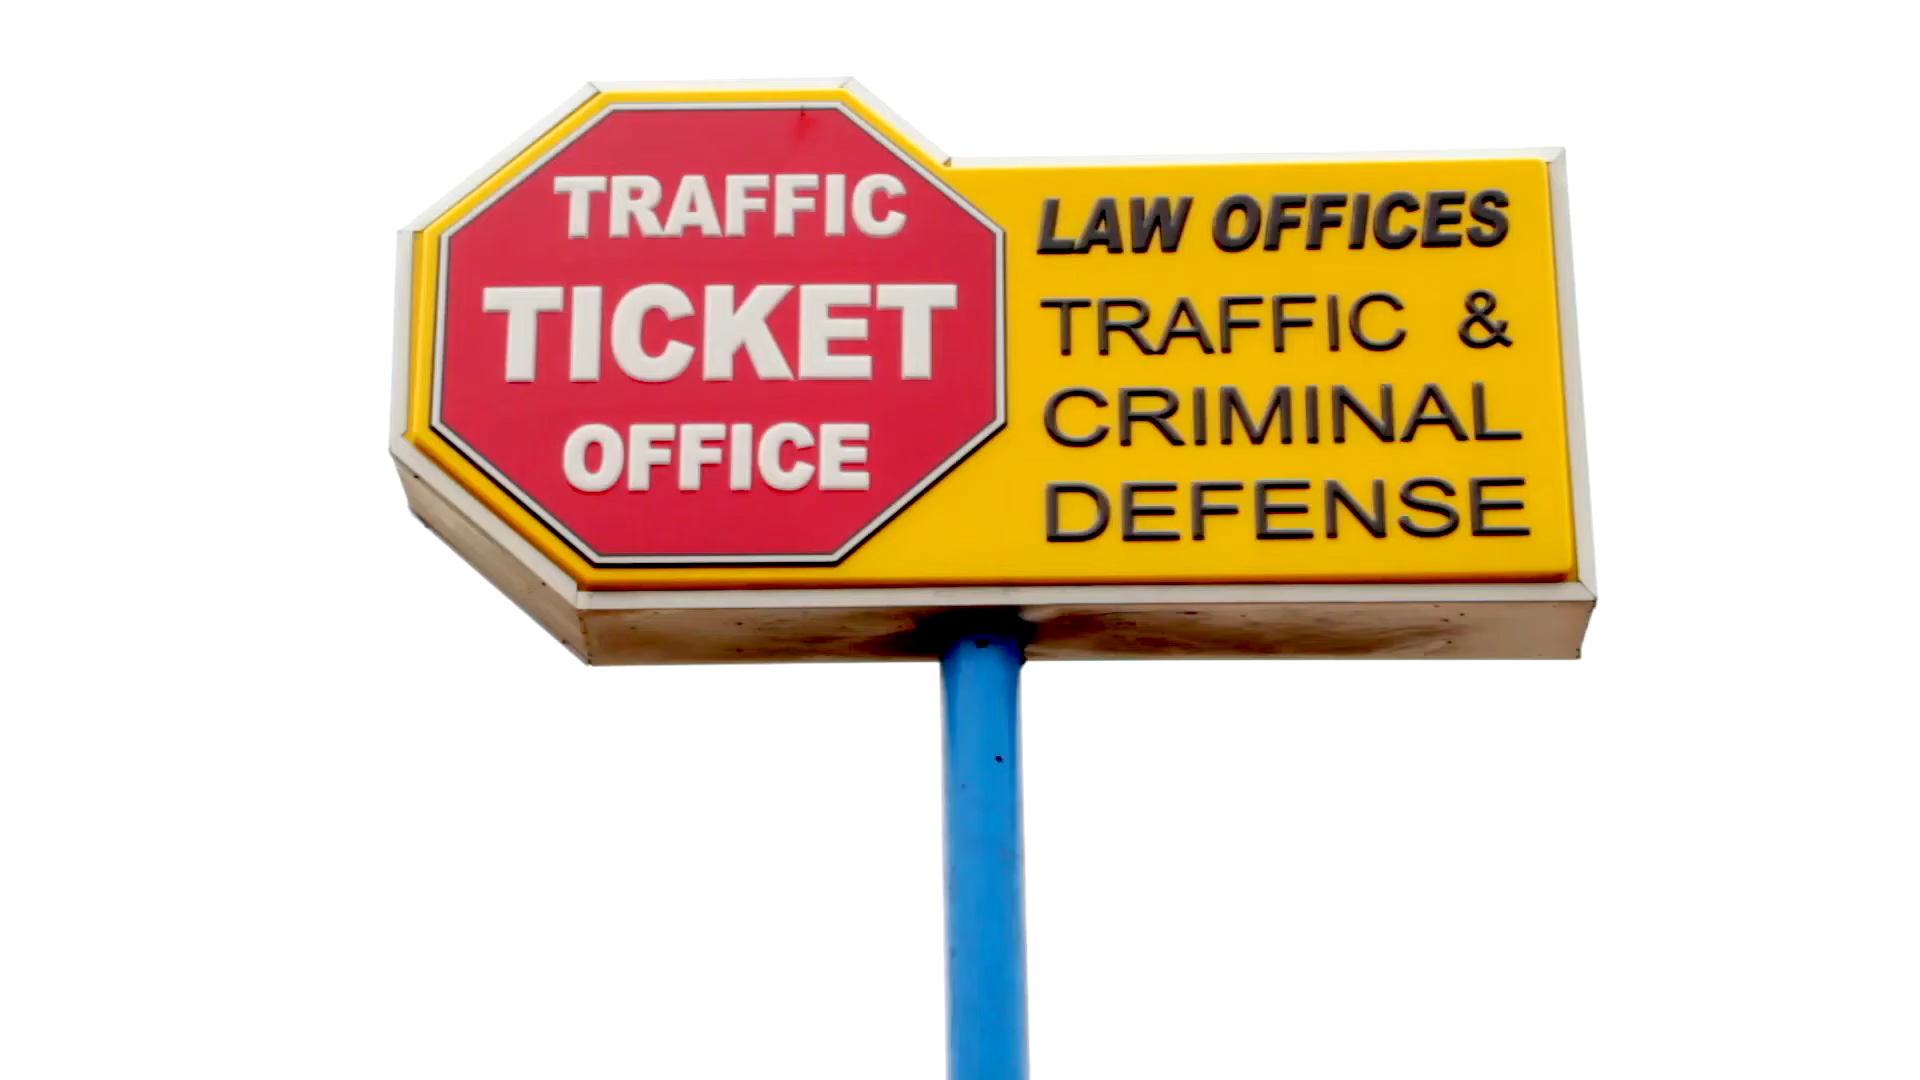 TRAFFIC
TICKET
OFFICE
LAW OFFICES
TRAFFIC &
CRIMINAL
DEFENSE